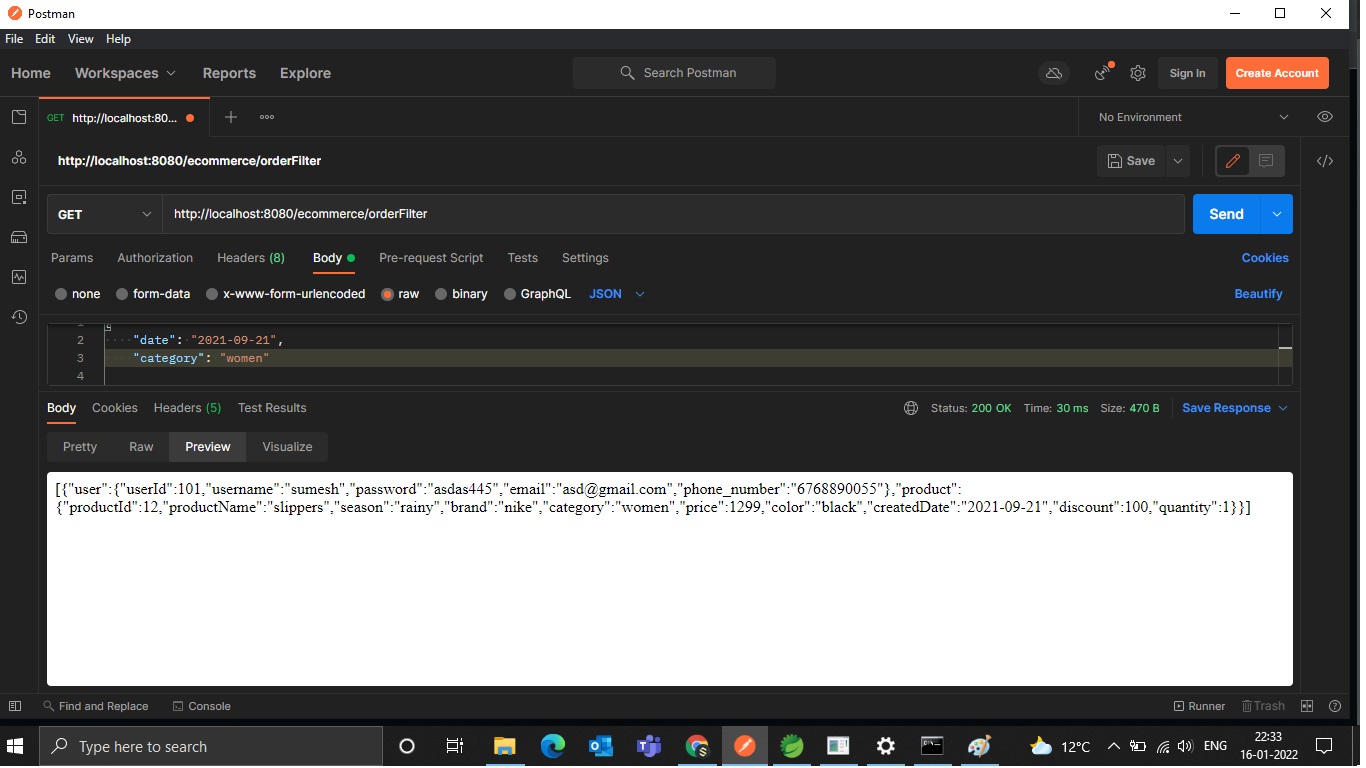 Postman
File Edit View Help
Home Workspaces Reports Explore Search Postman Sign In Create Account
GET http://localhost:80... No Environment
http://localhost:8080/ecommerce/orderFilter Save
GET http://localhost:8080/ecommerce/orderFilter Send
Params Authorization Headers (8) Body Pre-request Script Tests Settings Cookies
none form-data x-www-form-urlencoded raw binary GraphQL JSON Beautify
2 "date": "2021-09-21",
3 "category": "women"
4
Body Cookies Headers (5) Test Results Status: 200 OK Time: 30 ms Size: 470 B Save Response
Pretty Raw Preview Visualize
[{"user":{"userId":101,"username":"sumesh","password":"asdas445","email":"asd@gmail.com","phone_number":"6768890055"},"product":
{"productId":12,"productName":"slippers","season":"rainy","brand":"nike","category":"women","price":1299,"color":"black","createdDate":"2021-09-21","discount":100,"quantity":1}}]
Find and Replace Console Runner Trash
Type here to search 12°C ENG 22:33
16-01-2022